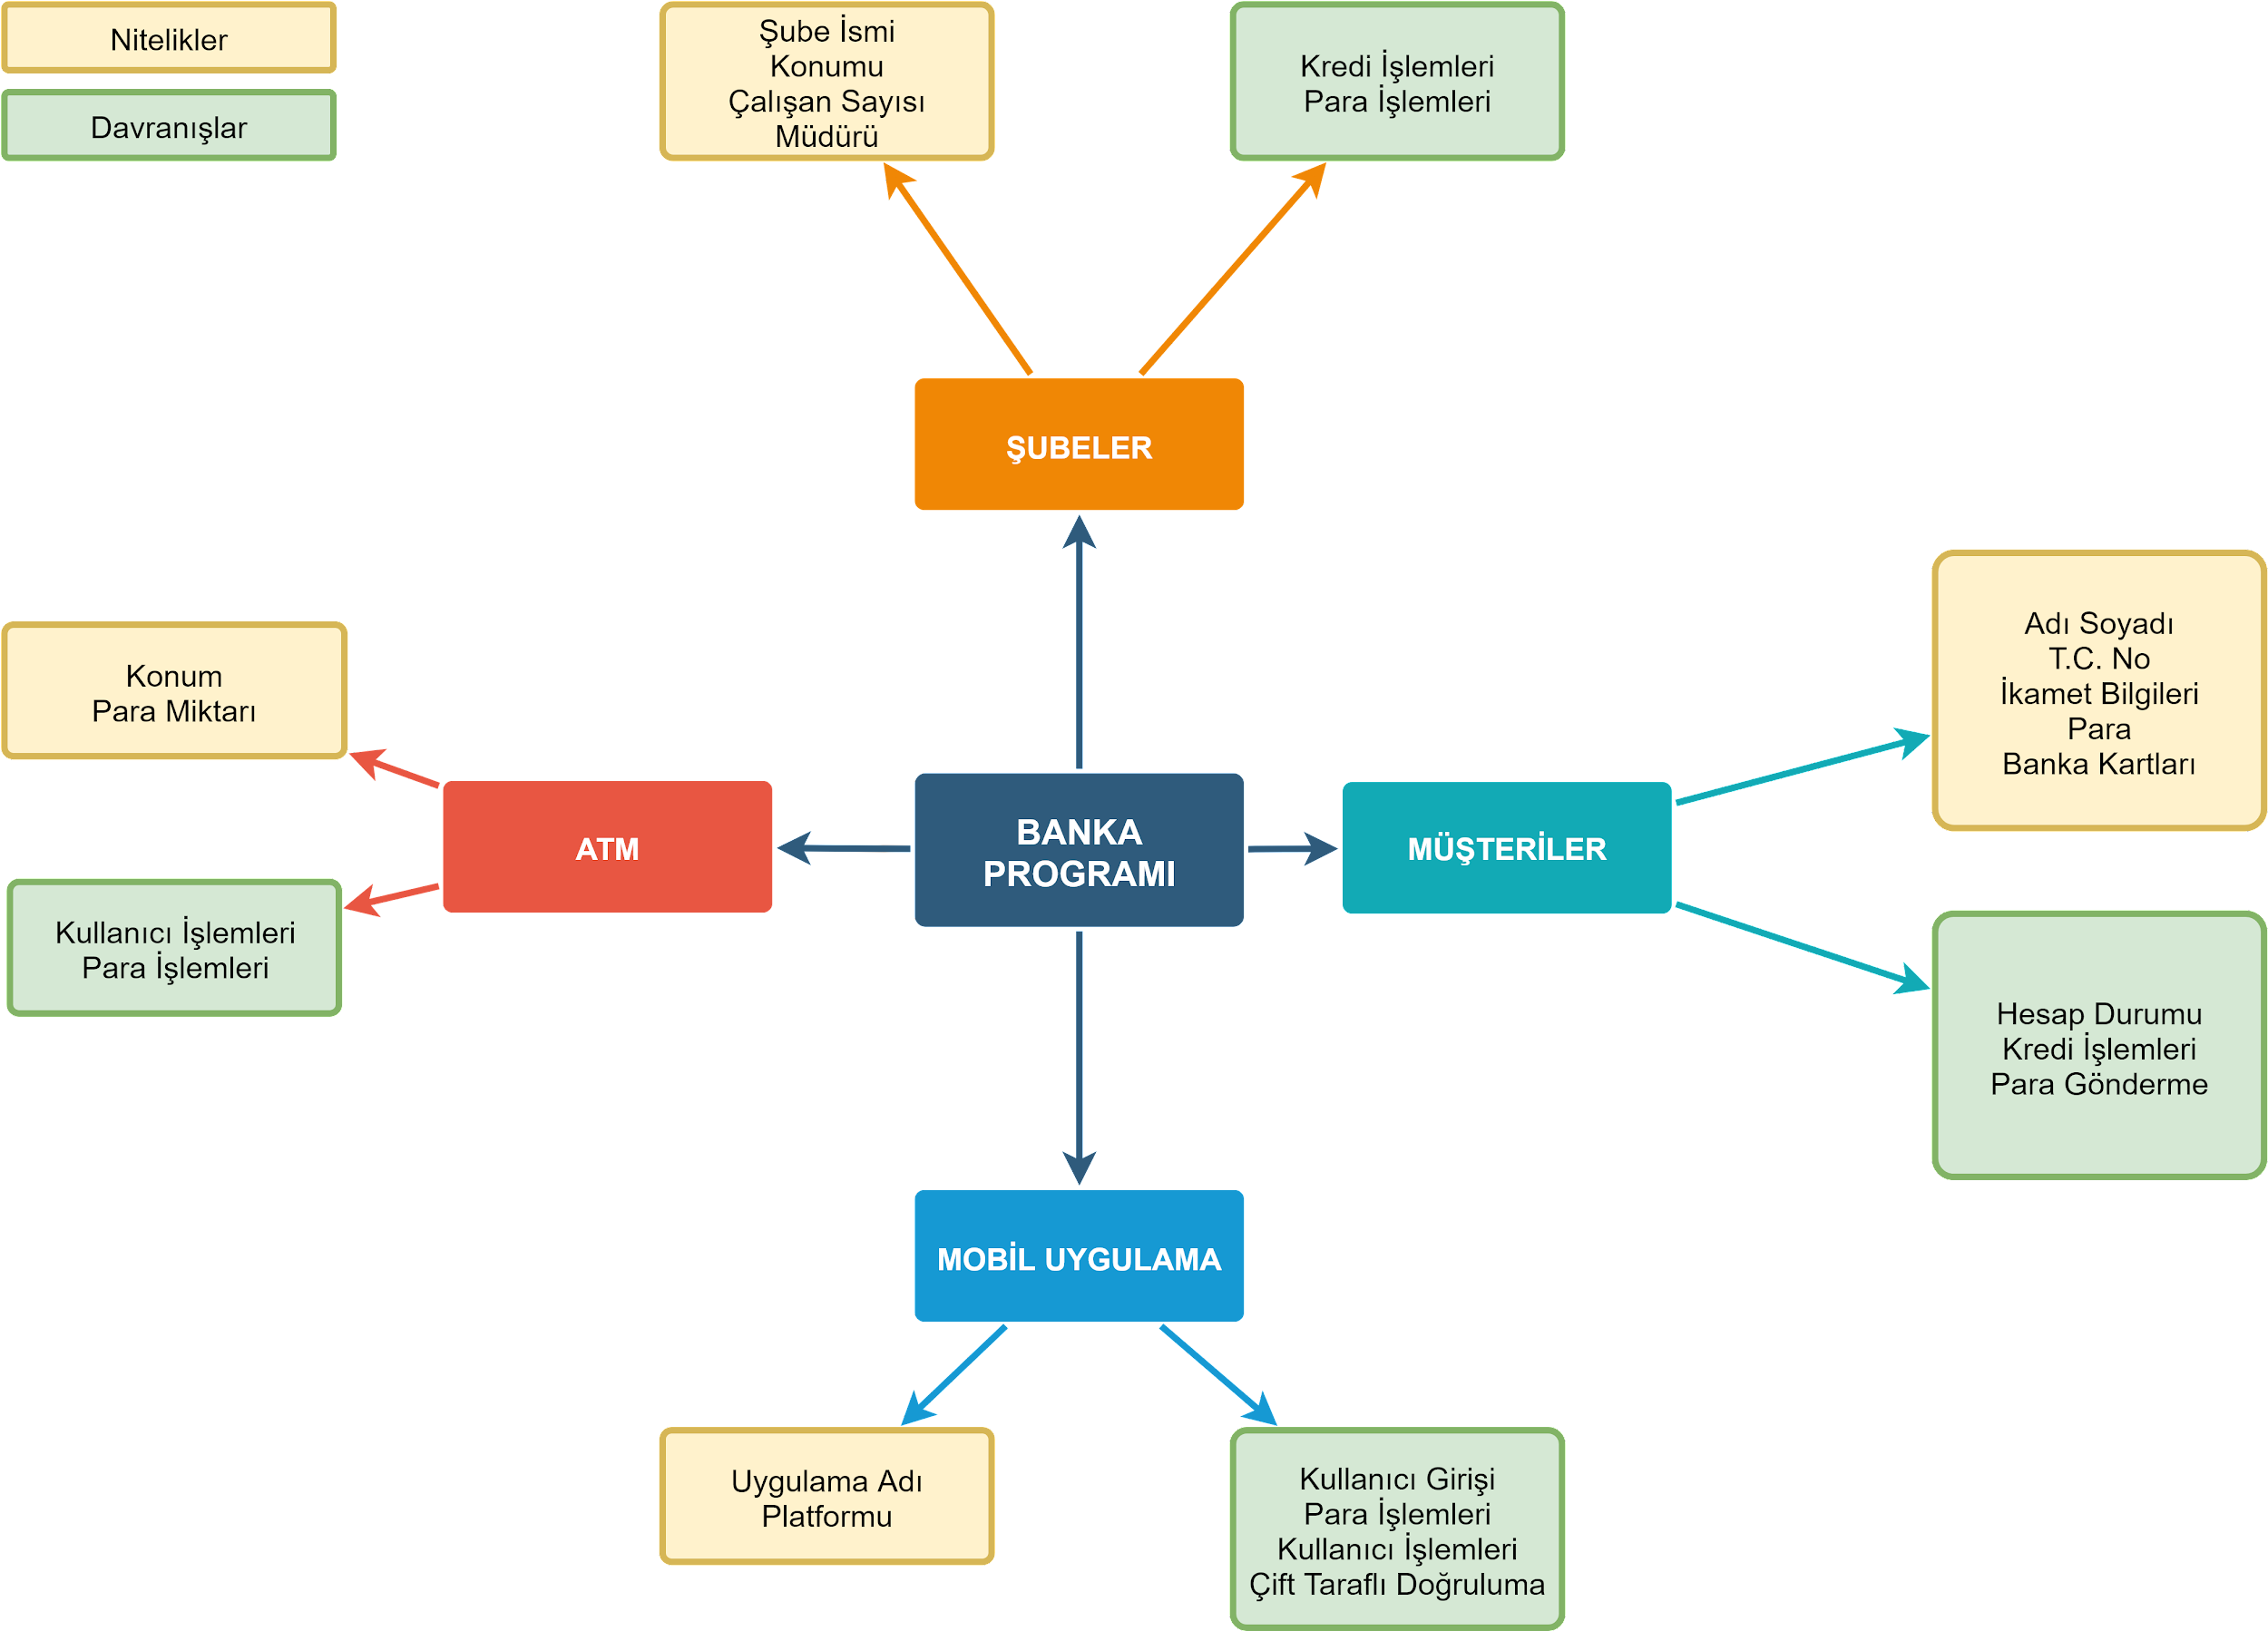 Nitelikler
Davranışlar
Şube İsmi
Konumu
Çalışan Sayısı
Müdürü
Kredi İşlemleri
Para İşlemleri
ŞUBELER
Konum
Para Miktarı
Kullanıcı İşlemleri
Para İşlemleri
ATM
BANKA
PROGRAMI
MÜŞTERİLER
Adı Soyadı
T.C. No
İkamet Bilgileri
Para
Banka Kartları
Hesap Durumu
Kredi İşlemleri
Para Gönderme
MOBİL UYGULAMA
Uygulama Adı
Platformu
Kullanıcı Girişi
Para İşlemleri
Kullanıcı İşlemleri
Çift Taraflı Doğruluma